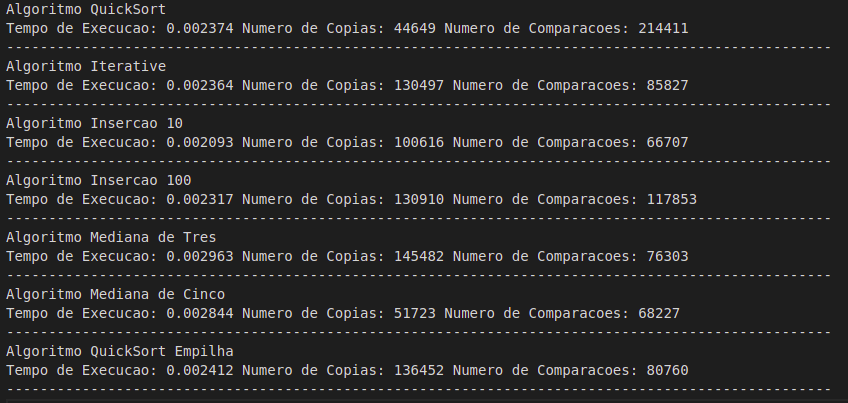 Algoritmo QuickSort
Tempo de Execucao: 0.002374 Numero de Copias: 44649 Numero de Comparacoes: 214411
--------------------------------------------------------------------------------------------------
Algoritmo Iterative
Tempo de Execucao: 0.002364 Numero de Copias: 130497 Numero de Comparacoes: 85827
--------------------------------------------------------------------------------------------------
Algoritmo Insercao 10
Tempo de Execucao: 0.002093 Numero de Copias: 100616 Numero de Comparacoes: 66707
--------------------------------------------------------------------------------------------------
Algoritmo Insercao 100
Tempo de Execucao: 0.002317 Numero de Copias: 130910 Numero de Comparacoes: 117853
--------------------------------------------------------------------------------------------------
Algoritmo Mediana de Tres
Tempo de Execucao: 0.002963 Numero de Copias: 145482 Numero de Comparacoes: 76303
--------------------------------------------------------------------------------------------------
Algoritmo Mediana de Cinco
Tempo de Execucao: 0.002844 Numero de Copias: 51723 Numero de Comparacoes: 68227
--------------------------------------------------------------------------------------------------
Algoritmo QuickSort Empilha
Tempo de Execucao: 0.002412 Numero de Copias: 136452 Numero de Comparacoes: 80760
--------------------------------------------------------------------------------------------------